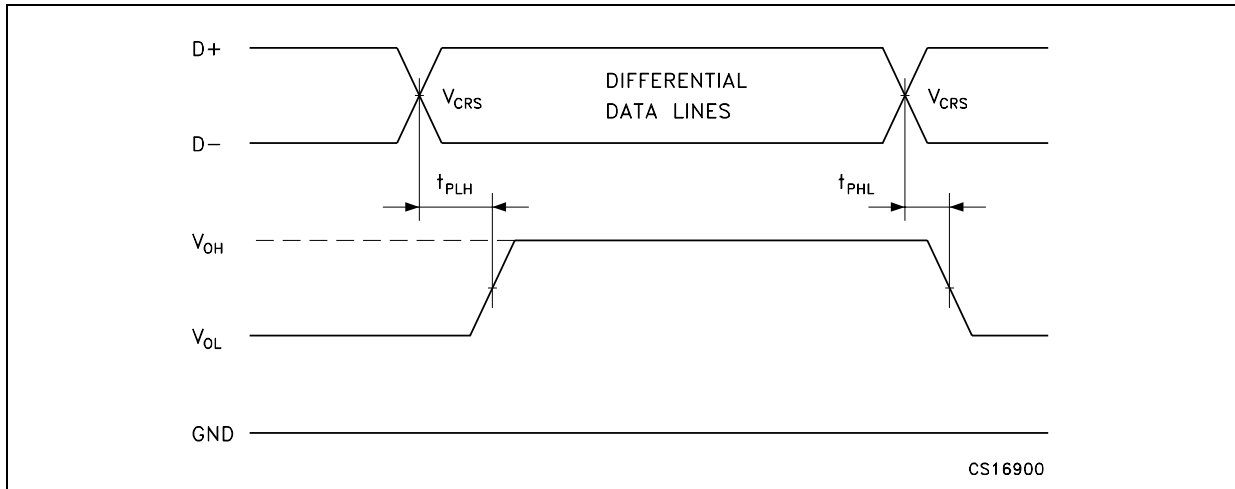 D+
DIFFERENTIAL
DATA LINES
VCRS
VCRS
D−
tPLH
tPHL
VOH
VOL
GND
CS16900